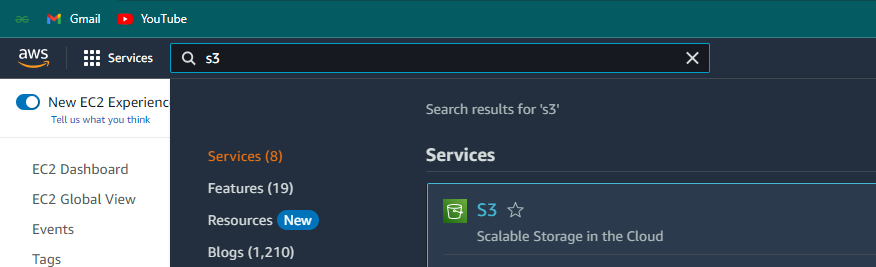 Gmail
YouTube
aws
Services
s3
New EC2 Experienc
Tell us what you think
EC2 Dashboard
EC2 Global View
Events
Tags
Search results for 's3'
Services (8)
Features (19)
Resources New
Blogs (1,210)
Services
S3
Scalable Storage in the Cloud